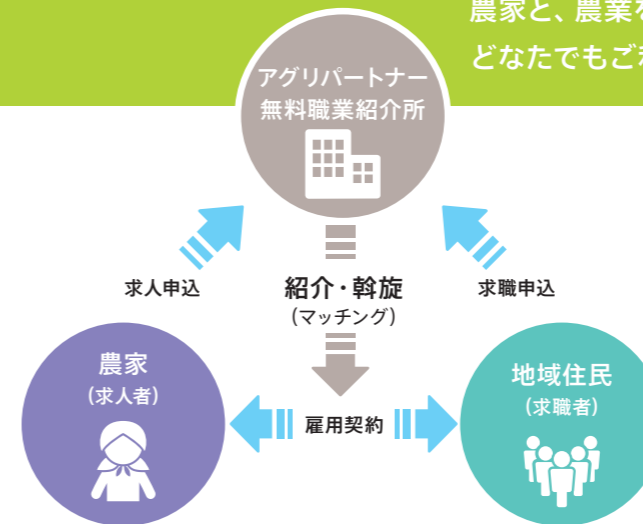 農家と、農業を
どなたでもご利
アグリパートナー
無料職業紹介所
求人申込
紹介・斡旋
(マッチング)
求職申込
農家
(求人者)
雇用契約
地域住民
(求職者)